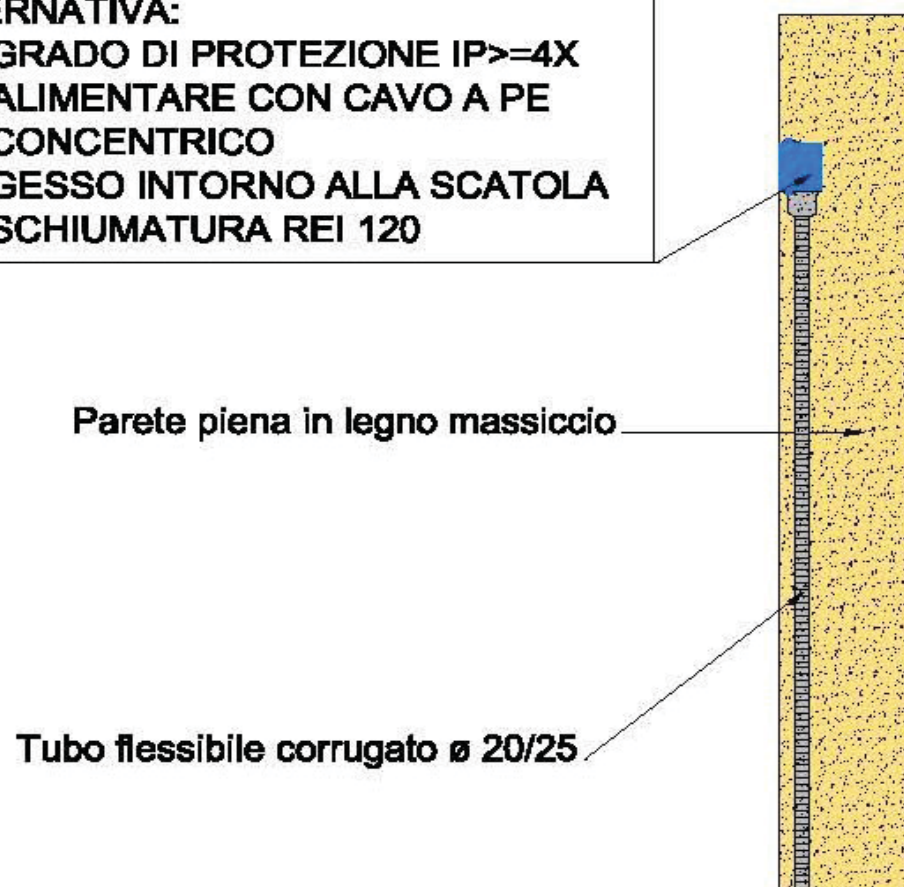 ERNATIVA:
GRADO DI PROTEZIONE IP>=4X
ALIMENTARE CON CAVO A PE
CONCENTRICO
GESSO INTORNO ALLA SCATOLA
SCHIUMATURA REI 120
Parete piena in legno massiccio
Tubo flessibile corrugato ø 20/25